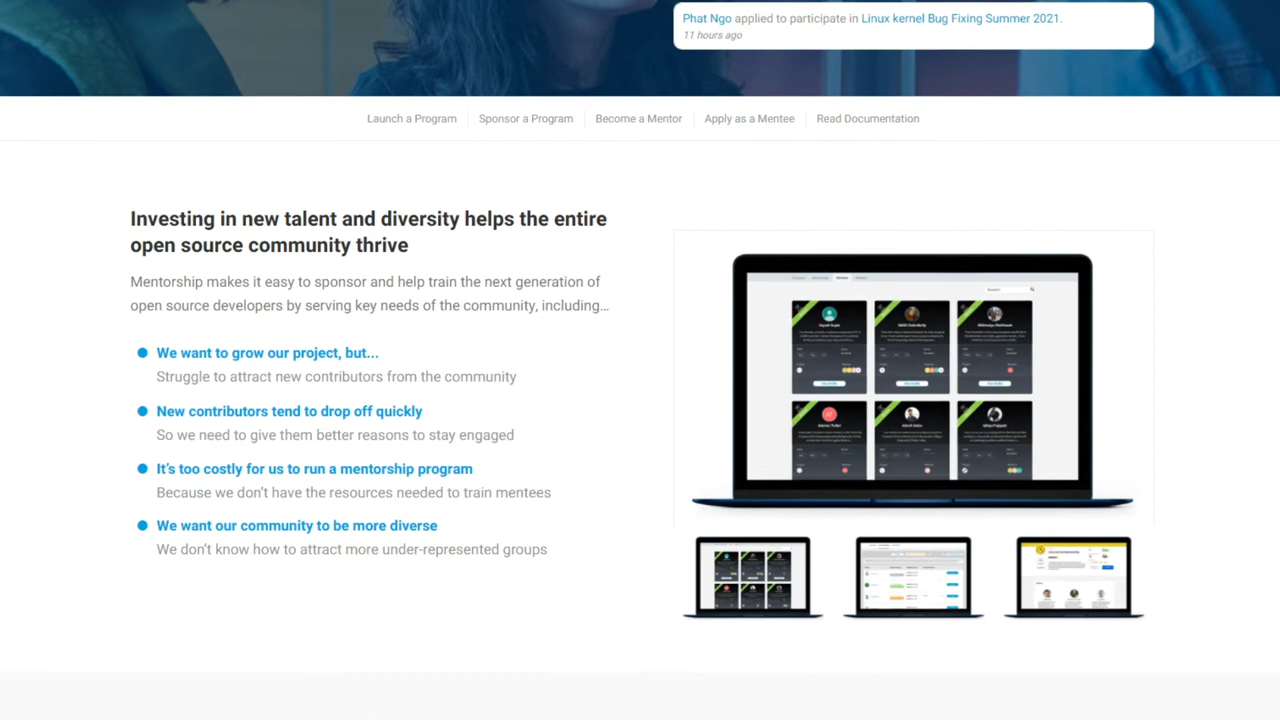 Phat Ngo applied to participate in Linux kernel Bug Fixing Summer 2021.
11 hours ago
Launch a Program
Sponsor a Program
Become a Mentor
Apply as a Mentee
Read Documentation
Investing in new talent and diversity helps the entire
open source community thrive
Mentorship makes it easy to sponsor and help train the next generation of
open source developers by serving key needs of the community, including...
We want to grow our project, but...
Struggle to attract new contributors from the community
New contributors tend to drop off quickly
So we need to give them better reasons to stay engaged
It's too costly for us to run a mentorship program
Because we don't have the resources needed to train mentees
We want our community to be more diverse
We don't know how to attract more under-represented groups